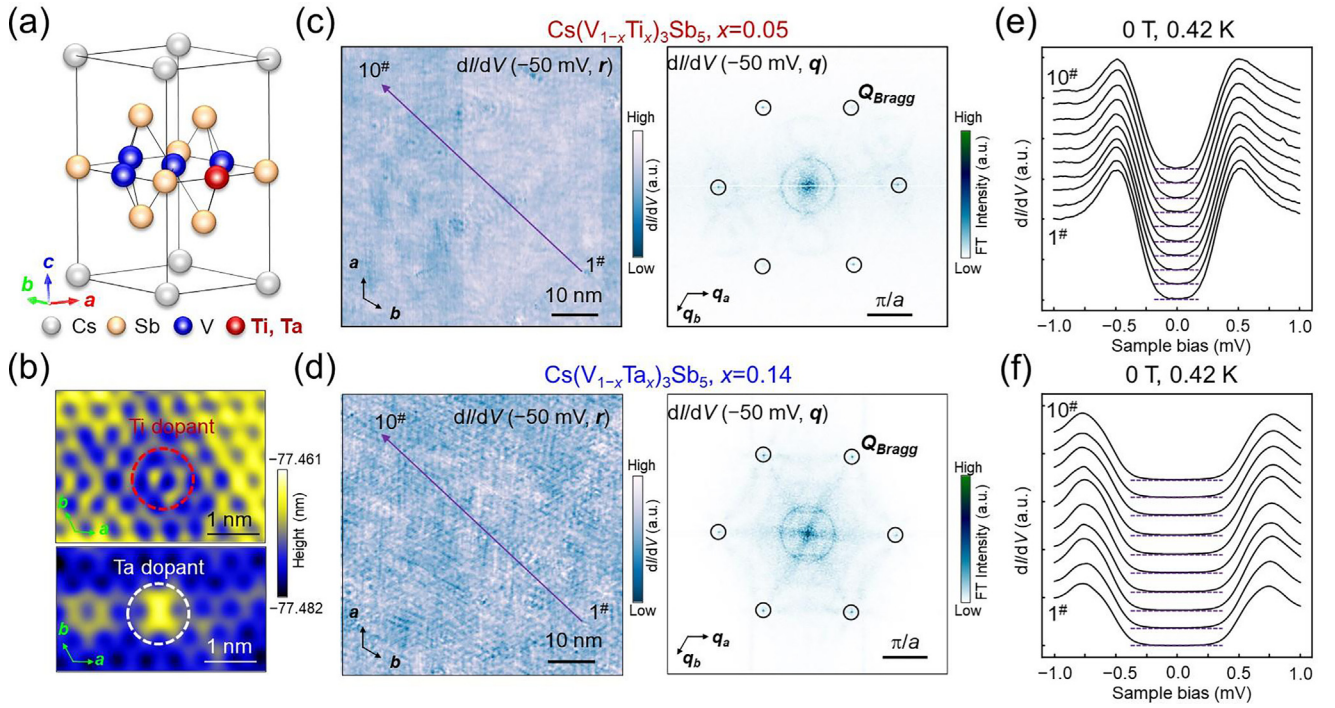 (a)
c
b
a
Cs Sb V Ti, Ta
(b)
Ti dopant
b
a
1 nm
−77.461
Height (nm)
−77.482
Ta dopant
b
a
1 nm
(c)
Cs(V1−xTix)3Sb5, x=0.05
dI/dV (−50 mV, r)
10#
1#
a
b
10 nm
High
dI/dV (a.u.)
Low
dI/dV (−50 mV, q)
QBragg
qa
qb
π/a
High
FT Intensity (a.u.)
Low
(d)
Cs(V1−xTax)3Sb5, x=0.14
dI/dV (−50 mV, r)
10#
1#
a
b
10 nm
High
dI/dV (a.u.)
Low
dI/dV (−50 mV, q)
QBragg
qa
qb
π/a
High
FT Intensity (a.u.)
Low
(e)
0 T, 0.42 K
10#
1#
dI/dV (a.u.)
−1.0 −0.5 0.0 0.5 1.0
Sample bias (mV)
(f)
0 T, 0.42 K
10#
1#
dI/dV (a.u.)
−1.0 −0.5 0.0 0.5 1.0
Sample bias (mV)